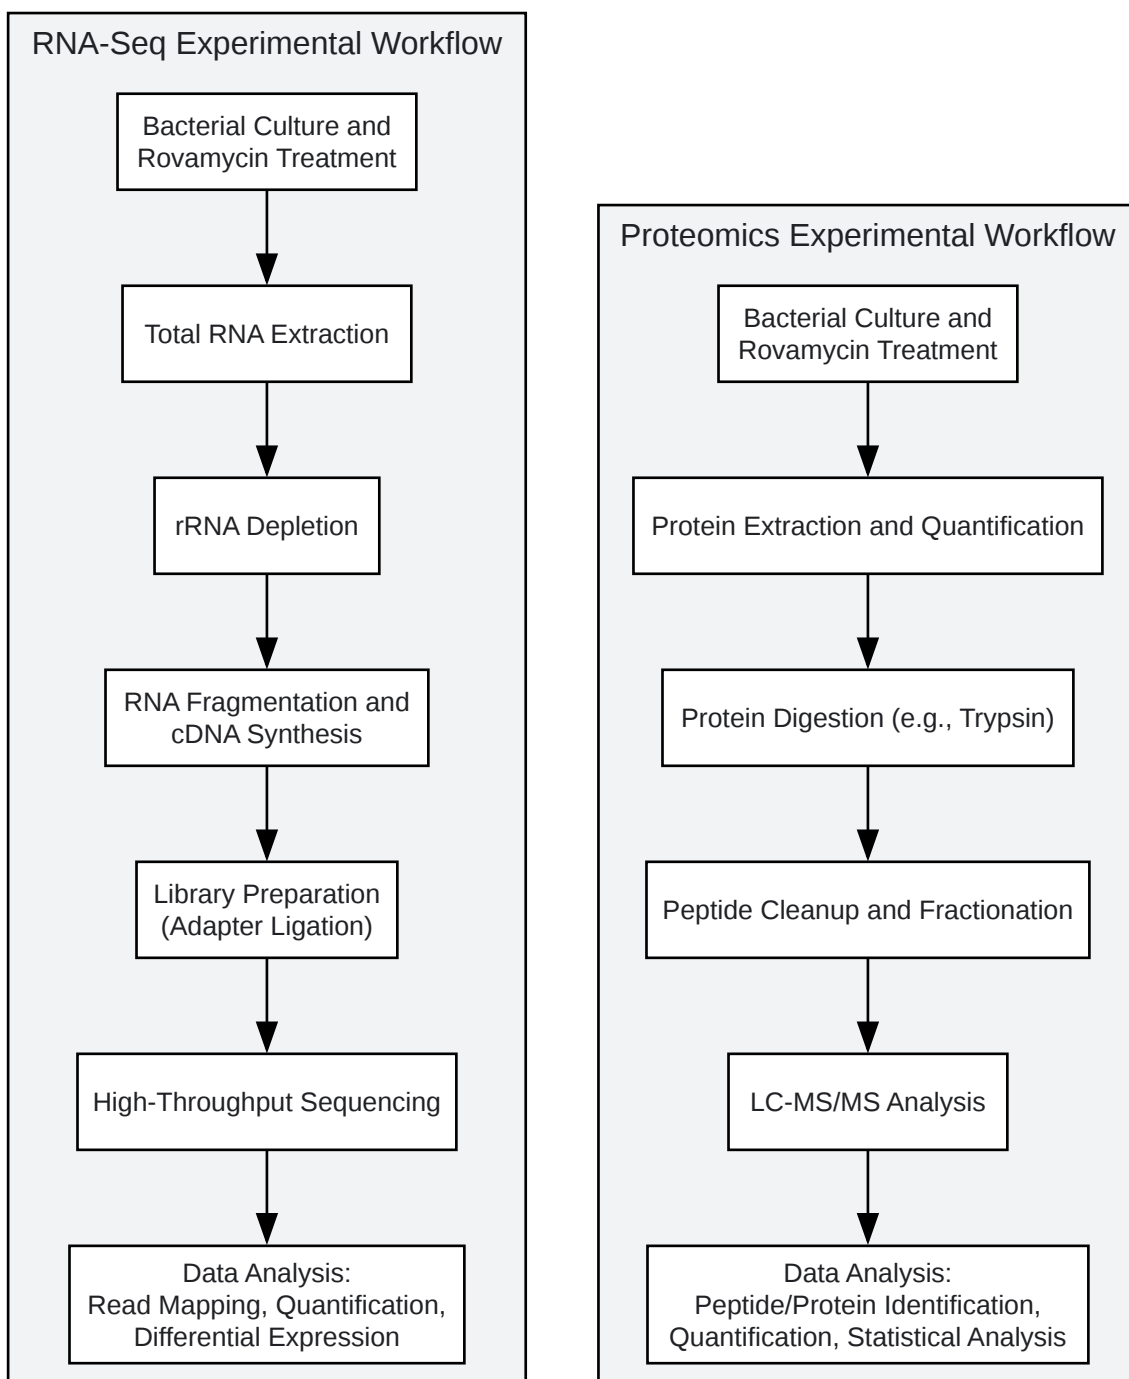 RNA-Seq Experimental Workflow
Bacterial Culture and
Rovamycin Treatment
Total RNA Extraction
rRNA Depletion
RNA Fragmentation and
cDNA Synthesis
Library Preparation
(Adapter Ligation)
High-Throughput Sequencing
Data Analysis:
Read Mapping, Quantification,
Differential Expression
Proteomics Experimental Workflow
Bacterial Culture and
Rovamycin Treatment
Protein Extraction and Quantification
Protein Digestion (e.g., Trypsin)
Peptide Cleanup and Fractionation
LC-MS/MS Analysis
Data Analysis:
Peptide/Protein Identification,
Quantification, Statistical Analysis